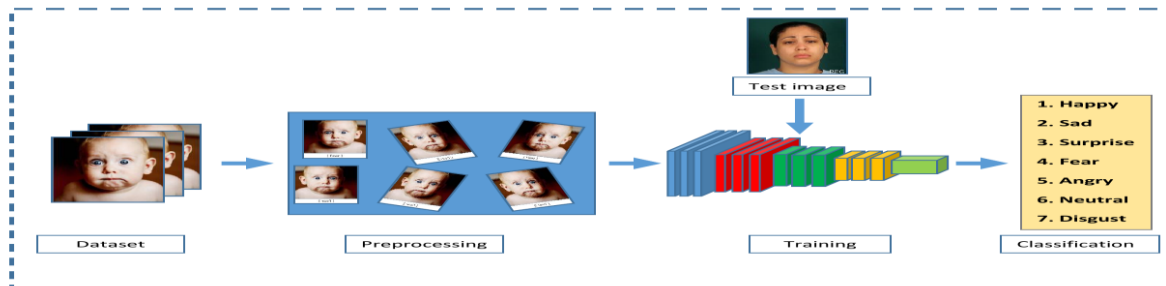 Test image
1. Happy
2. Sad
3. Surprise
4. Fear
5. Angry
6. Neutral
7. Disgust
Dataset
Preprocessing
Training
Classification